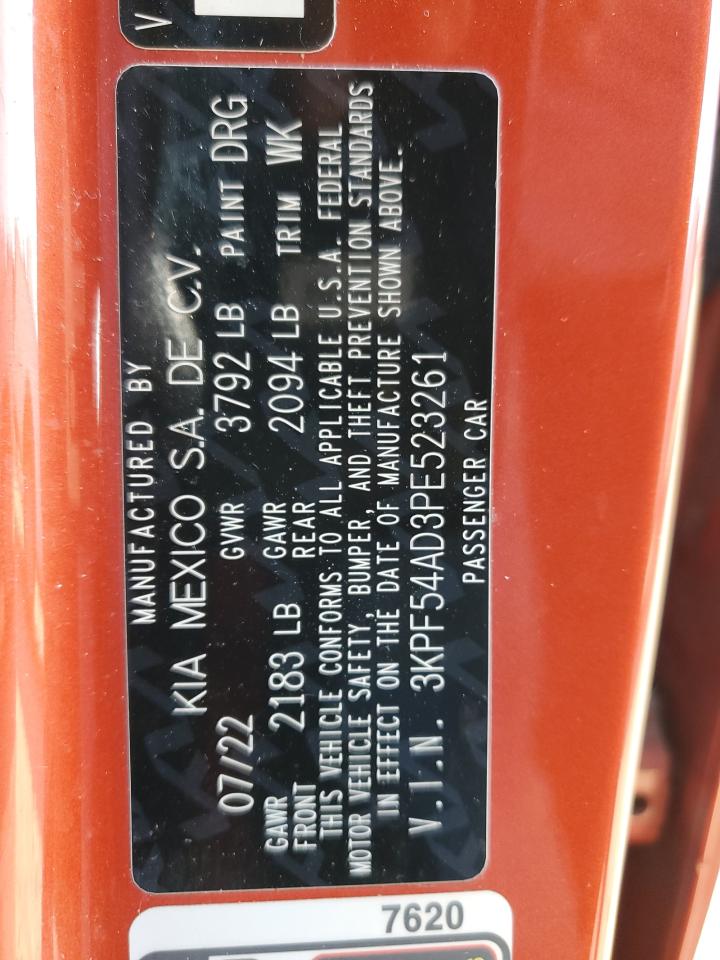 V
MANUFACTURED BY
KIA MEXICO S.A. DE C.V.
07/22 GVWR 3792 LB PAINT DRG
GAWR FRONT 2183 LB GAWR REAR 2094 LB TRIM WK
THIS VEHICLE CONFORMS TO ALL APPLICABLE U.S.A. FEDERAL
MOTOR VEHICLE SAFETY, BUMPER, AND THEFT PREVENTION STANDARDS
IN EFFECT ON THE DATE OF MANUFACTURE SHOWN ABOVE.
V.I.N. 3KPF54AD3PE523261
PASSENGER CAR
7620